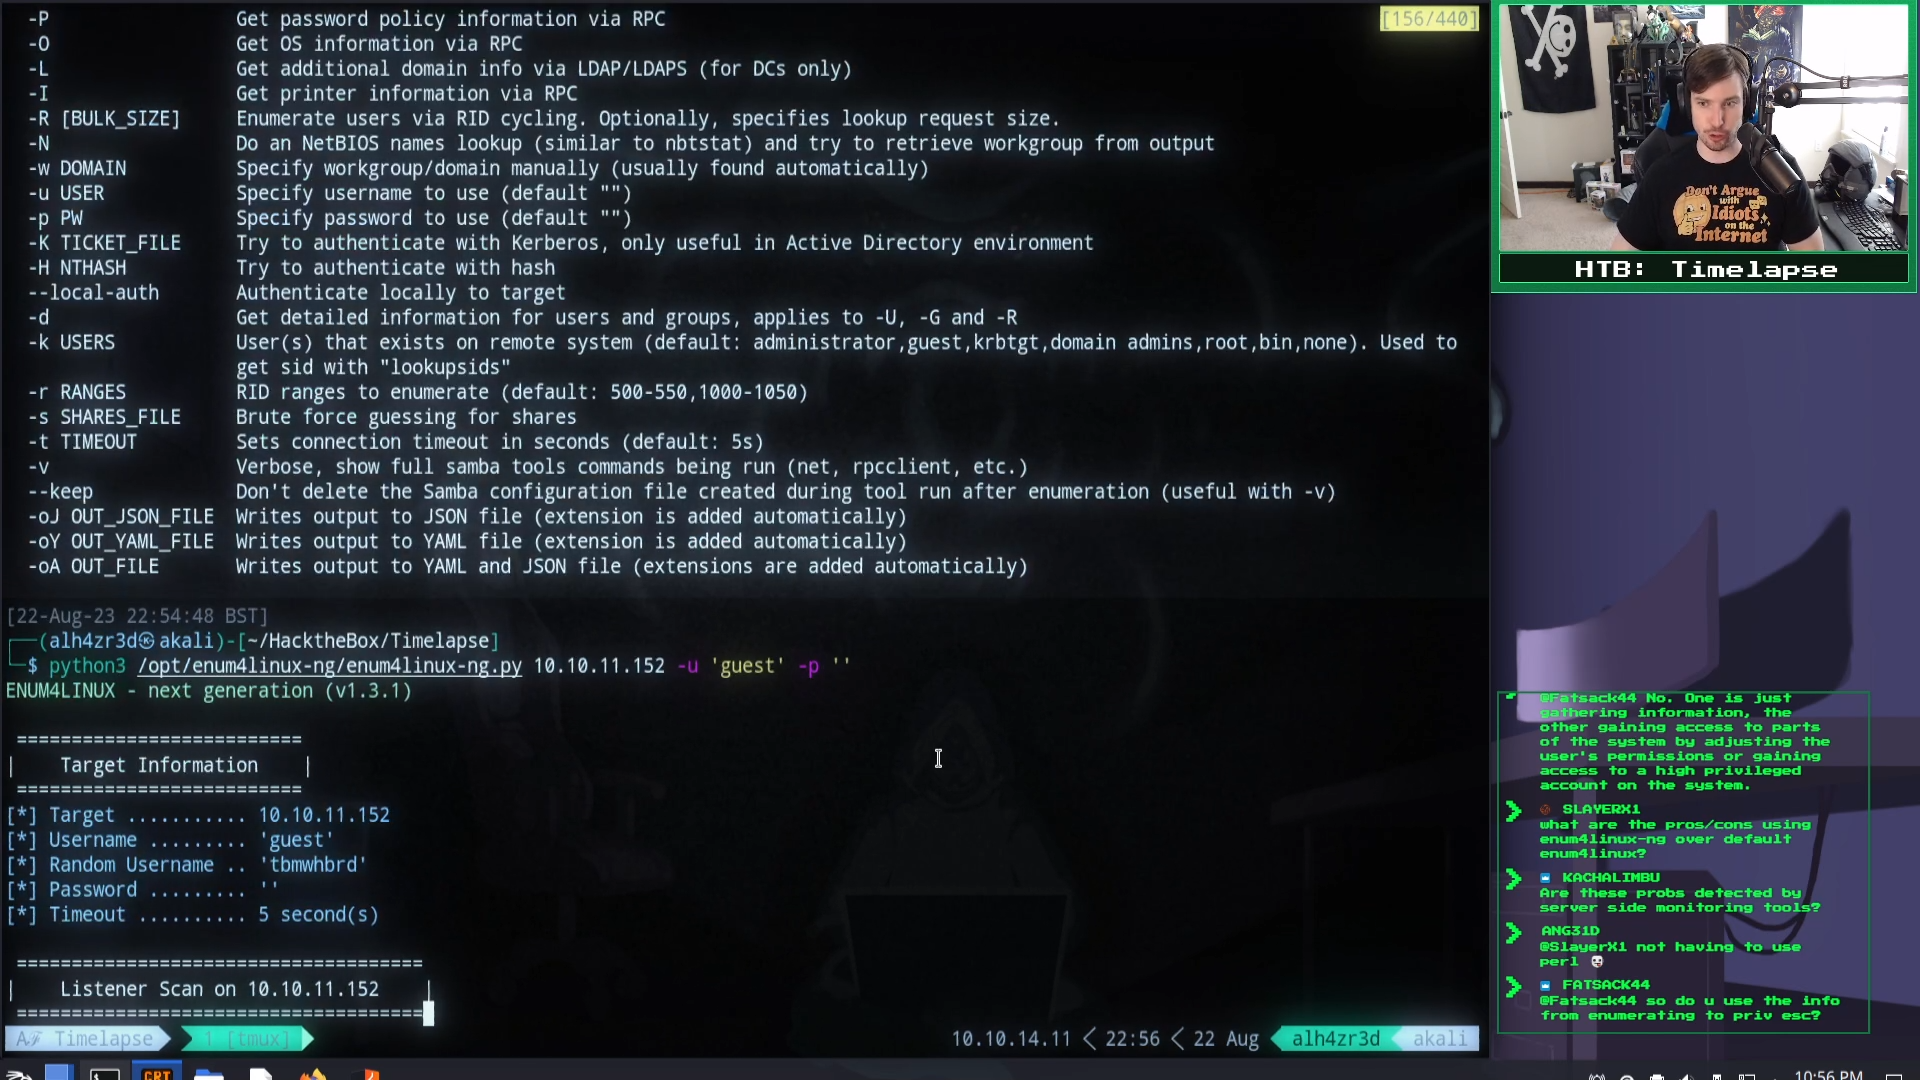 -P Get password policy information via RPC
[156/440]
-O Get OS information via RPC
-L Get additional domain info via LDAP/LDAPS (for DCs only)
-I Get printer information via RPC
-R [BULK_SIZE] Enumerate users via RID cycling. Optionally, specifies lookup request size.
-N Do an NetBIOS names lookup (similar to nbtstat) and try to retrieve workgroup from output
-w DOMAIN Specify workgroup/domain manually (usually found automatically)
-u USER Specify username to use (default "")
-p PW Specify password to use (default "")
-K TICKET_FILE Try to authenticate with Kerberos, only useful in Active Directory environment
-H NTHASH Try to authenticate with hash
--local-auth Authenticate locally to target
-d Get detailed information for users and groups, applies to -U, -G and -R
-k USERS User(s) that exists on remote system (default: administrator,guest,krbtgt,domain admins,root,bin,none). Used to
get sid with "lookupsids"
-r RANGES RID ranges to enumerate (default: 500-550,1000-1050)
-s SHARES_FILE Brute force guessing for shares
-t TIMEOUT Sets connection timeout in seconds (default: 5s)
-v Verbose, show full samba tools commands being run (net, rpcclient, etc.)
--keep Don't delete the Samba configuration file created during tool run after enumeration (useful with -v)
-oJ OUT_JSON_FILE Writes output to JSON file (extension is added automatically)
-oY OUT_YAML_FILE Writes output to YAML file (extension is added automatically)
-oA OUT_FILE Writes output to YAML and JSON file (extensions are added automatically)
[22-Aug-23 22:54:48 BST]
┌──(alh4zr3d㉿akali)-[~/HacktheBox/Timelapse]
└─$ python3 /opt/enum4linux-ng/enum4linux-ng.py 10.10.11.152 -u 'guest' -p ''
ENUM4LINUX - next generation (v1.3.1)
==========================
| Target Information |
==========================
[*] Target ........... 10.10.11.152
[*] Username ......... 'guest'
[*] Random Username .. 'tbmwhbrd'
[*] Password ......... ''
[*] Timeout .......... 5 second(s)
=====================================
| Listener Scan on 10.10.11.152 |
=====================================
Timelapse 1 [tmux] 10.10.14.11 < 22:56 < 22 Aug alh4zr3d akali
CRT
10:56 PM
Don't Argue
with
Idiots
on the
Internet
HTB: Timelapse
@Fatsack44 No. One is just
gathering information, the
other gaining access to parts
of the system by adjusting the
user's permissions or gaining
access to a high privileged
account on the system.
SLAYERX1
what are the pros/cons using
enum4linux-ng over default
enum4linux?
KACHALIMBU
Are these probs detected by
server side monitoring tools?
ANG31D
@SlayerX1 not having to use
perl
FATSACK44
@Fatsack44 so do u use the info
from enumerating to priv esc?